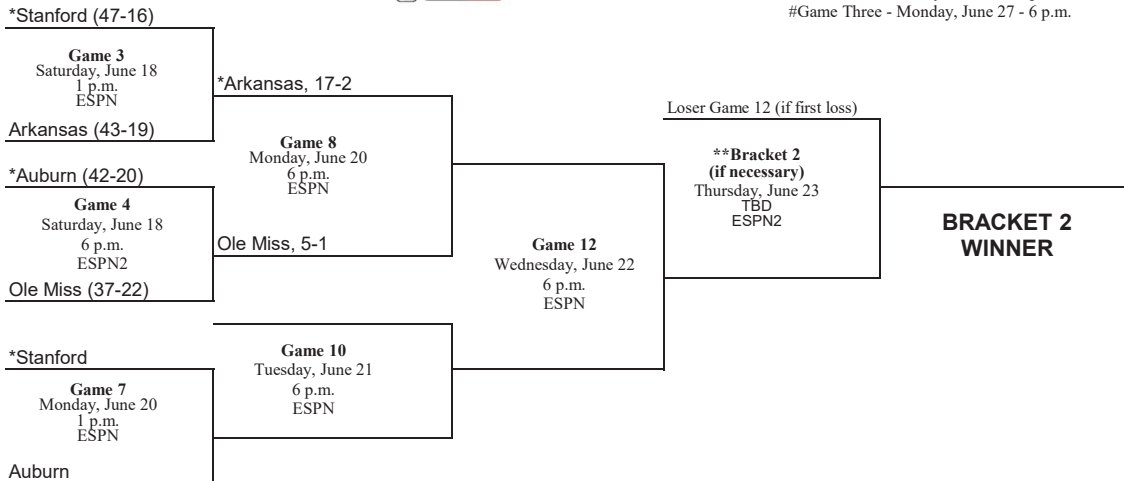 #Game Three - Monday, June 27 - 6 p.m.
*Stanford (47-16)
Game 3
Saturday, June 18
1 p.m.
ESPN
Arkansas (43-19)
*Auburn (42-20)
Game 4
Saturday, June 18
6 p.m.
ESPN2
Ole Miss (37-22)
*Stanford
Game 7
Monday, June 20
1 p.m.
ESPN
Auburn
*Arkansas, 17-2
Game 8
Monday, June 20
6 p.m.
ESPN
Ole Miss, 5-1
Game 10
Tuesday, June 21
6 p.m.
ESPN
Game 12
Wednesday, June 22
6 p.m.
ESPN
Loser Game 12 (if first loss)
**Bracket 2
(if necessary)
Thursday, June 23
TBD
ESPN2
BRACKET 2
WINNER